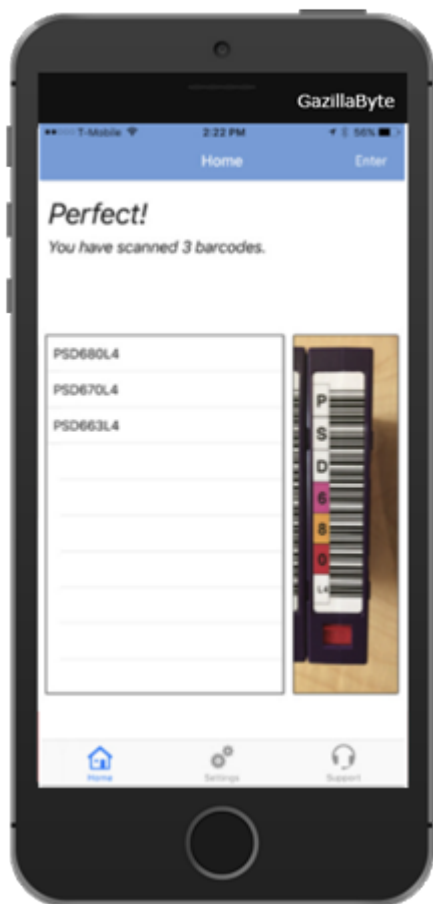 GazillaByte
T-Mobile 2:22 PM 56%
Home Enter
Perfect!
You have scanned 3 barcodes.
PSD680L4
PSD670L4
PSD663L4
P
S
D
6
8
0
L4
Home Settings Support